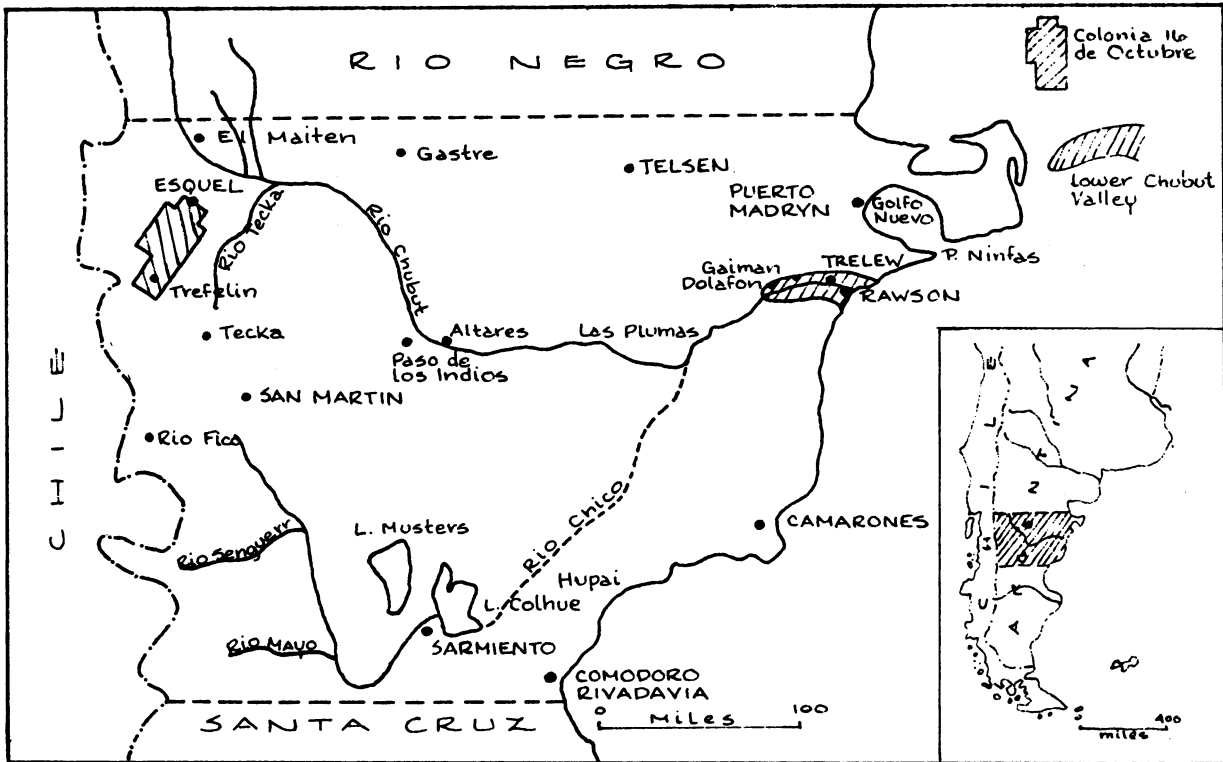 RIO NEGRO
Colonia 16
de Octubre
El Maiten
Gastre
TELSEN
ESQUEL
PUERTO
MADRYN
Golfo
Nuevo
Lower Chubut
Valley
Rio Tecka
Rio Chubut
P. Ninfas
TRELEW
Gaiman
Dolafon
RAWSON
Trefelin
Tecka
Altares
Las Plumas
Paso de
los Indios
CHILE
SAN MARTIN
Rio Fico
Rio Senguerr
L. Musters
Rio Chico
CAMARONES
Hupai
L. Colhue
Rio Mayo
SARMIENTO
COMODORO
RIVADAVIA
SANTA CRUZ
0 100
Miles
CHILE
400
miles